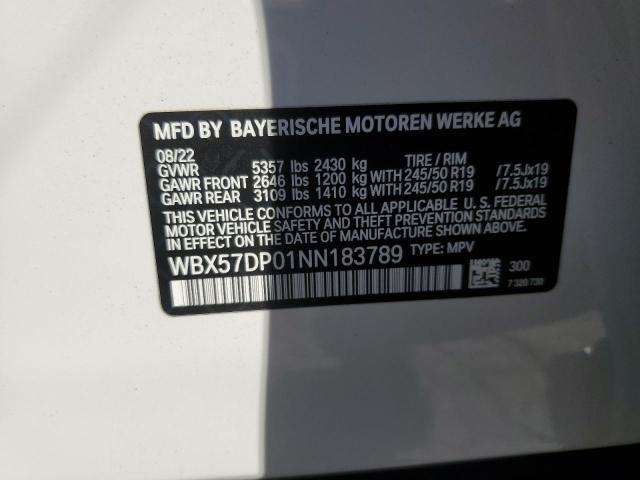 MFD BY BAYERISCHE MOTOREN WERKE AG
08/22
GVWR 5357 lbs 2430 kg TIRE / RIM
GAWR FRONT 2646 lbs 1200 kg WITH 245/50 R19 /7.5Jx19
GAWR REAR 3109 lbs 1410 kg WITH 245/50 R19 /7.5Jx19
THIS VEHICLE CONFORMS TO ALL APPLICABLE U. S. FEDERAL
MOTOR VEHICLE SAFETY AND THEFT PREVENTION STANDARDS
IN EFFECT ON THE DATE OF MANUFACTURE SHOWN ABOVE.
WBX57DP01NN183789 TYPE: MPV
300
7 320 730